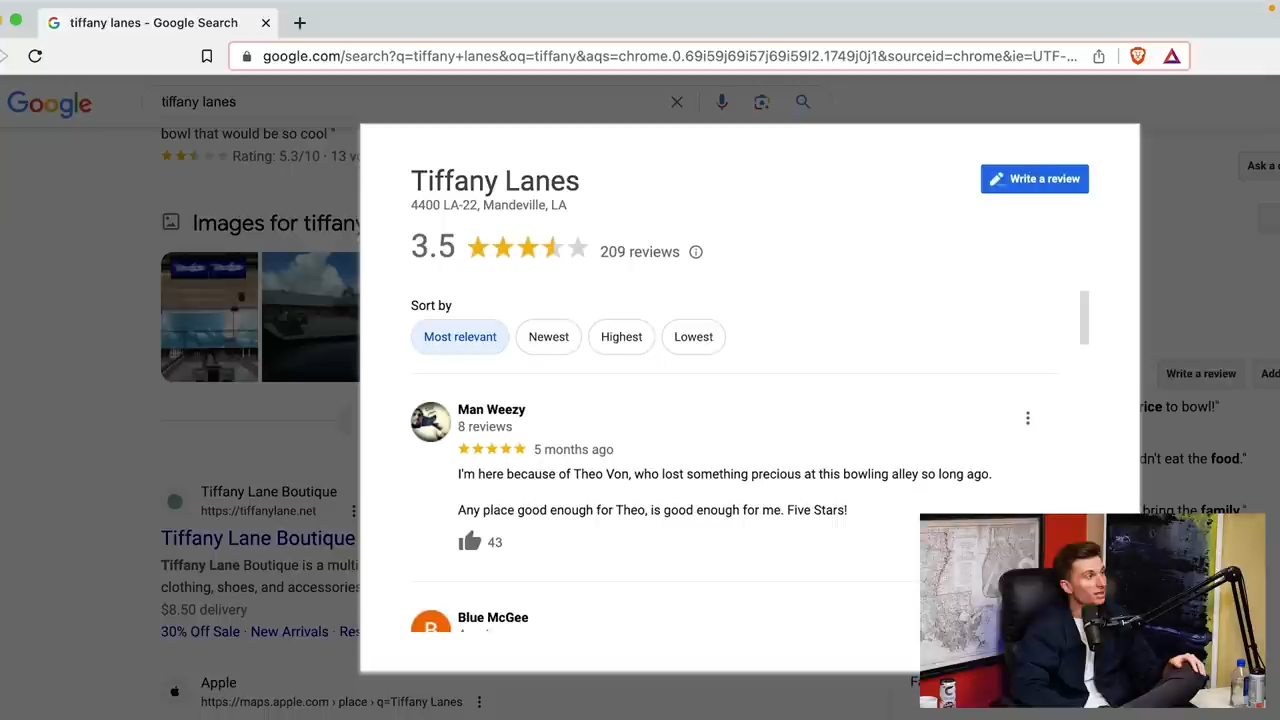 tiffany lanes - Google Search
google.com/search?q=tiffany+lanes&oq=tiffany&aqs=chrome.0.69i59j69i57j69i59l2.1749j0j1&sourceid=chrome&ie=UTF-...
Google
tiffany lanes
bowl that would be so cool "
Rating: 5.3/10 · 13 v
Ask a
Images for tiffany
Tiffany Lanes
Write a review
4400 LA-22, Mandeville, LA
3.5
209 reviews
Sort by
Most relevant
Newest
Highest
Lowest
Write a review
Add
rice to bowl!"
Man Weezy
8 reviews
5 months ago
I'm here because of Theo Von, who lost something precious at this bowling alley so long ago.
dn't eat the food."
Any place good enough for Theo, is good enough for me. Five Stars!
bring the family."
43
Tiffany Lane Boutique
https://tiffanylane.net
Tiffany Lane Boutique
Tiffany Lane Boutique is a multi
clothing, shoes, and accessories
$8.50 delivery
30% Off Sale · New Arrivals · Res
B
Blue McGee
Apple
https://maps.apple.com › place › q=Tiffany Lanes